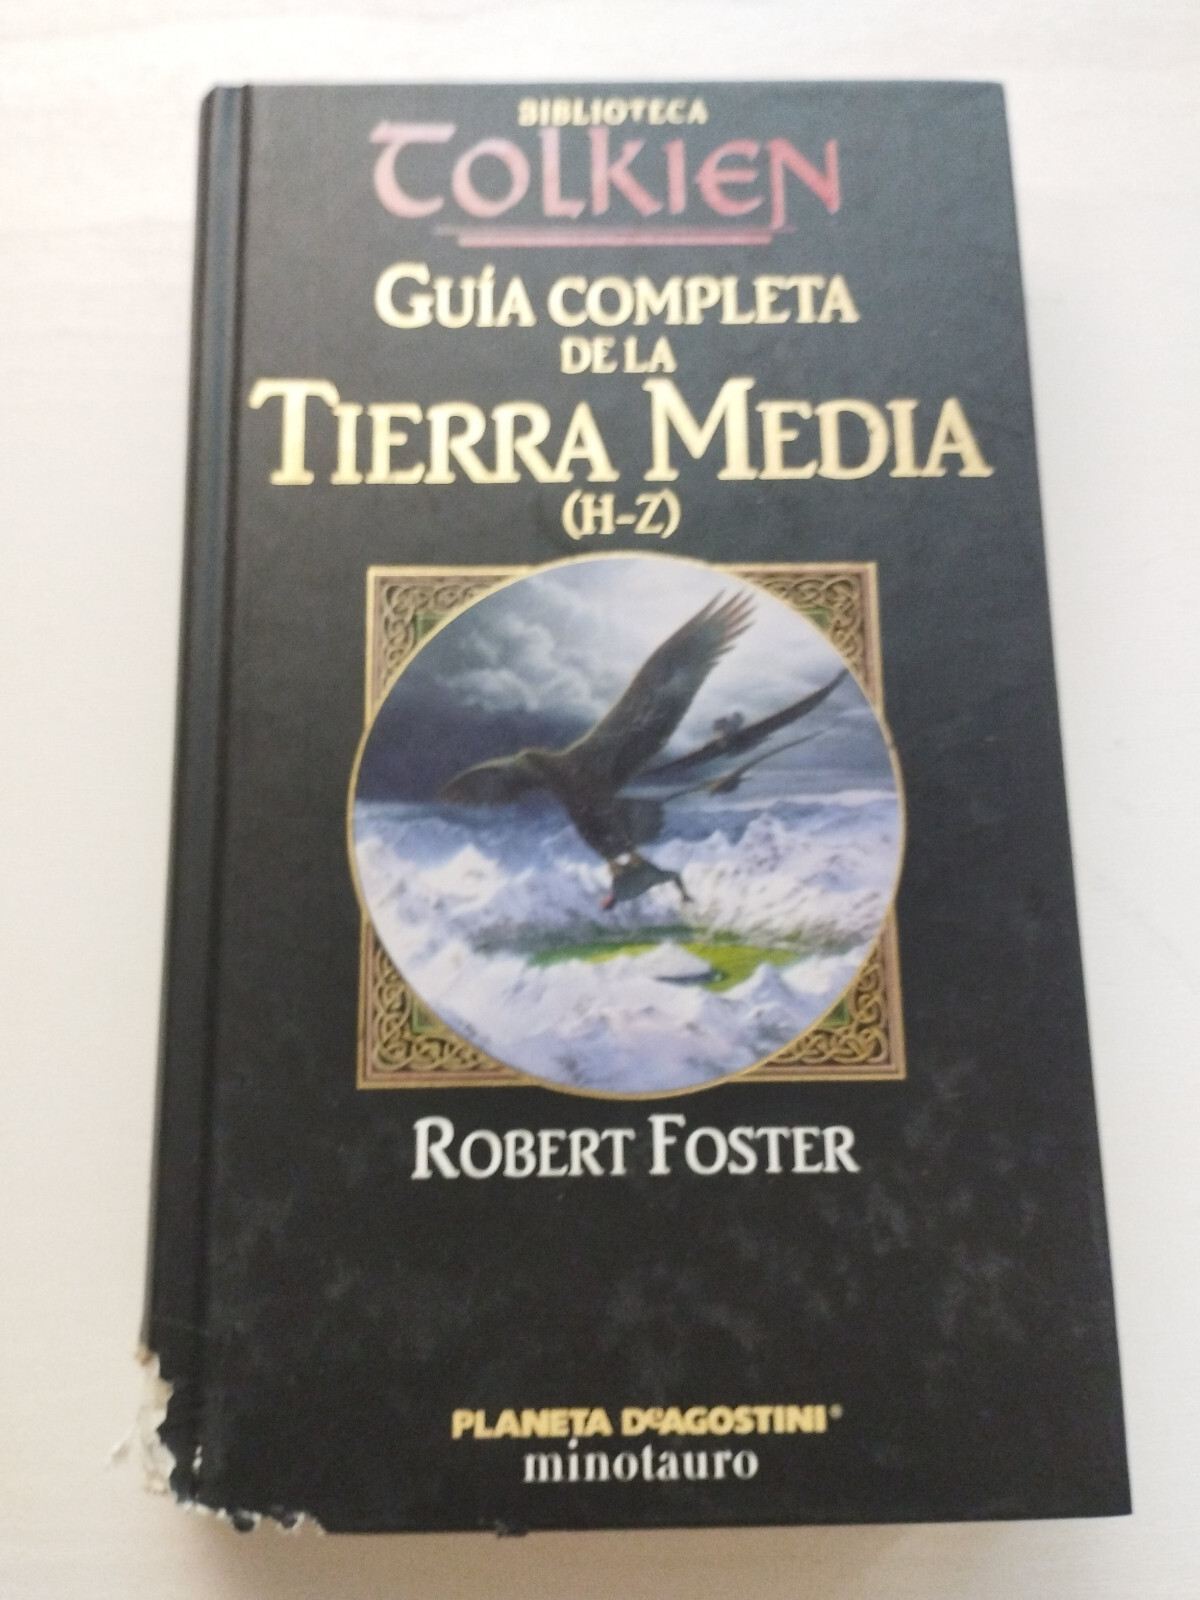 BIBLIOTECA
TOLKIEN
GUÍA COMPLETA
DE LA
TIERRA MEDIA
(H-Z)
ROBERT FOSTER
PLANETA DeAGOSTINI®
minotauro